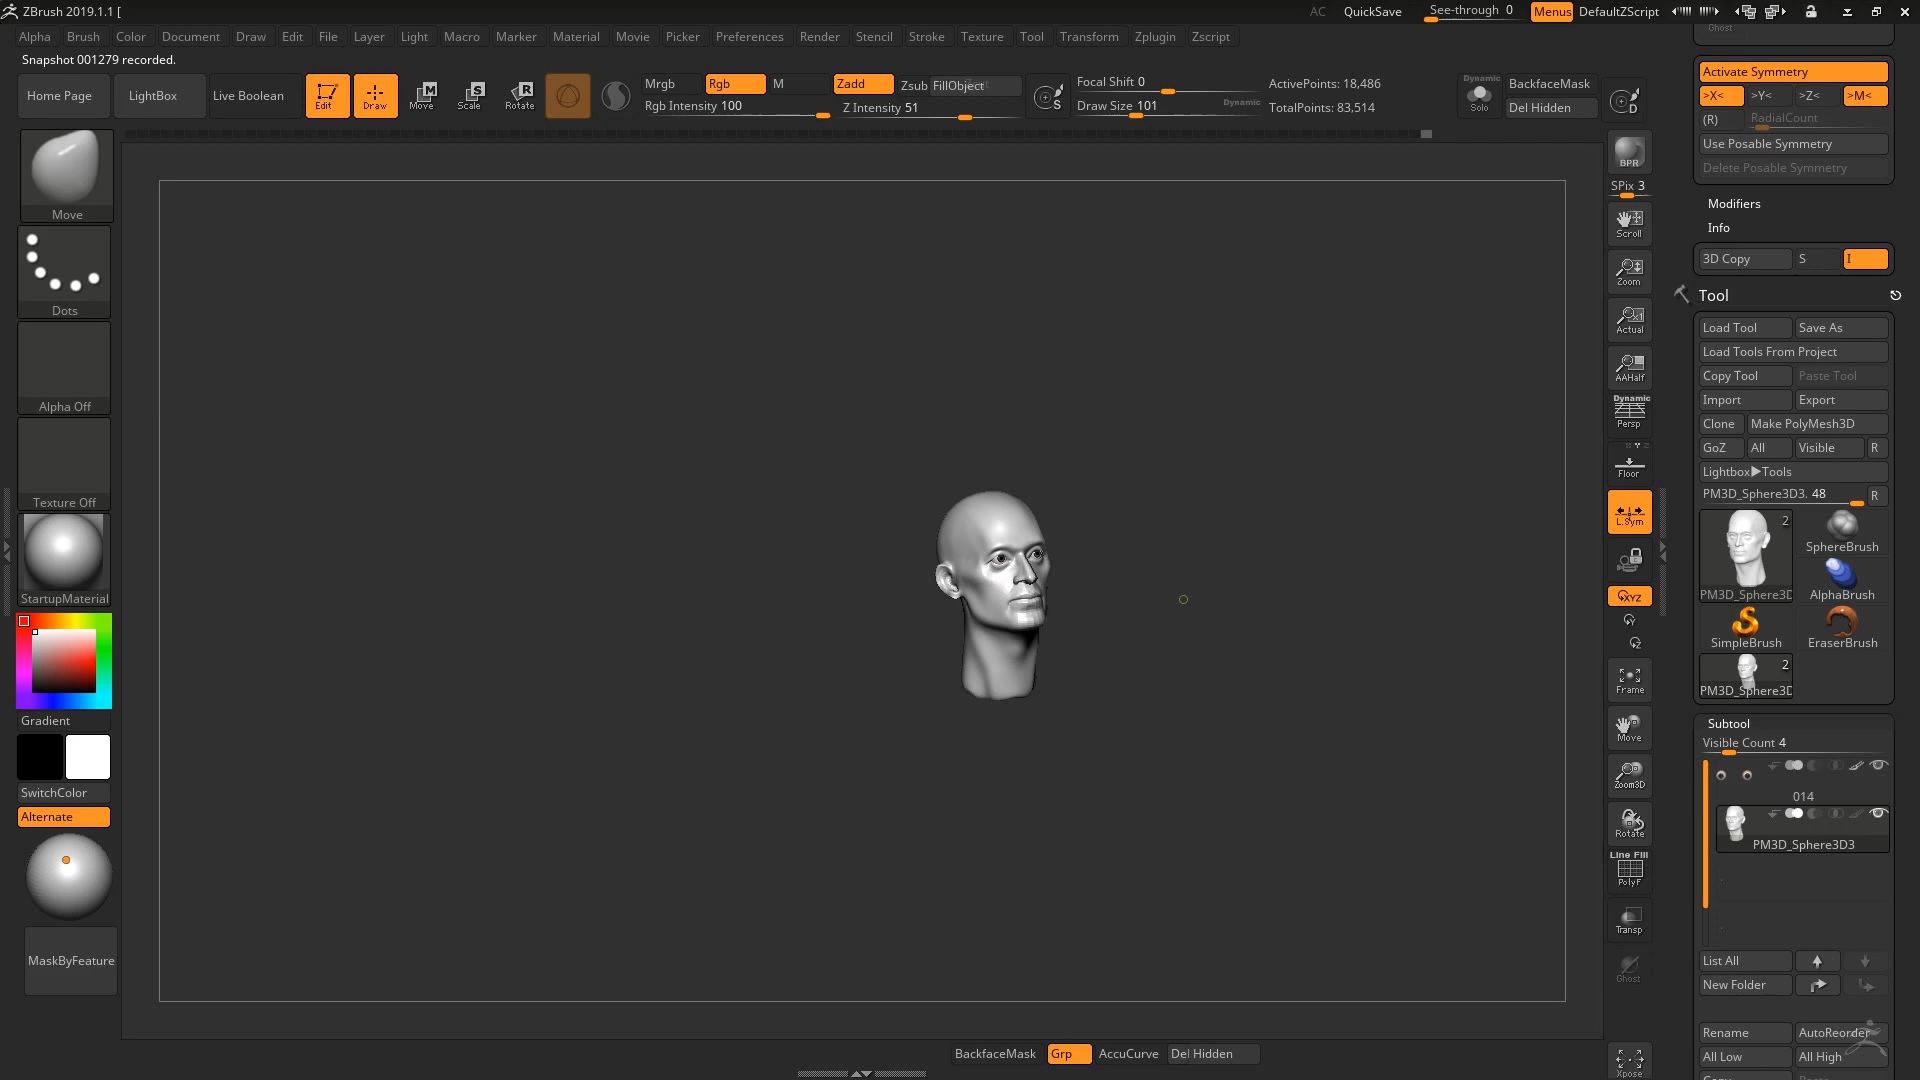 ZBrush 2019.1.1 [
AC QuickSave See-through 0 Menus DefaultZScript
Alpha Brush Color Document Draw Edit File Layer Light Macro Marker Material Movie Picker Preferences Render Stencil Stroke Texture Tool Transform Zplugin Zscript
Snapshot 001279 recorded.
Home Page LightBox Live Boolean Edit Draw Move Scale Rotate
M S R
Mrgb Rgb M Zadd Zsub FillObject
Rgb Intensity 100 Z Intensity 51
S
Focal Shift 0
Draw Size 101 Dynamic
ActivePoints: 18,486
TotalPoints: 83,514
Dynamic
Solo
BackfaceMask
Del Hidden
D
Move
Dots
Alpha Off
Texture Off
StartupMaterial
Gradient
SwitchColor
Alternate
MaskByFeature
BPR
SPix 3
Scroll
Zoom
Actual
AAHalf
Dynamic
Persp
Floor
L.Sym
XYZ
Y
Z
Frame
Move
Zoom3D
Rotate
Line Fill
PolyF
Transp
Ghost
Xpose
Ghost
Activate Symmetry
>X< >Y< >Z< >M<
(R) RadialCount
Use Posable Symmetry
Delete Posable Symmetry
Modifiers
Info
3D Copy S I
Tool
Load Tool Save As
Load Tools From Project
Copy Tool Paste Tool
Import Export
Clone Make PolyMesh3D
GoZ All Visible R
Lightbox▶Tools
PM3D_Sphere3D3. 48 R
2
SphereBrush
PM3D_Sphere3D AlphaBrush
SimpleBrush EraserBrush
2
PM3D_Sphere3D
Subtool
Visible Count 4
014
PM3D_Sphere3D3
List All
New Folder
Rename AutoReorder
All Low All High
BackfaceMask Grp AccuCurve Del Hidden